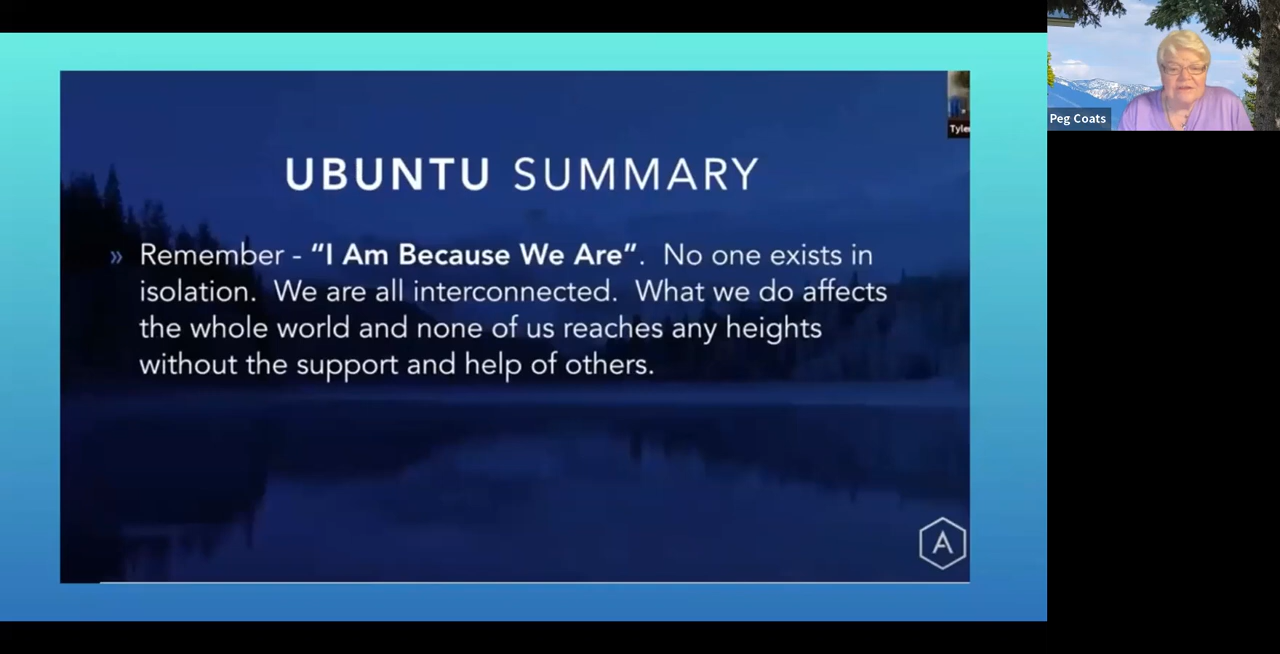 UBUNTU SUMMARY
» Remember - “I Am Because We Are”.  No one exists in
isolation.  We are all interconnected.  What we do affects
the whole world and none of us reaches any heights
without the support and help of others.
Peg Coats